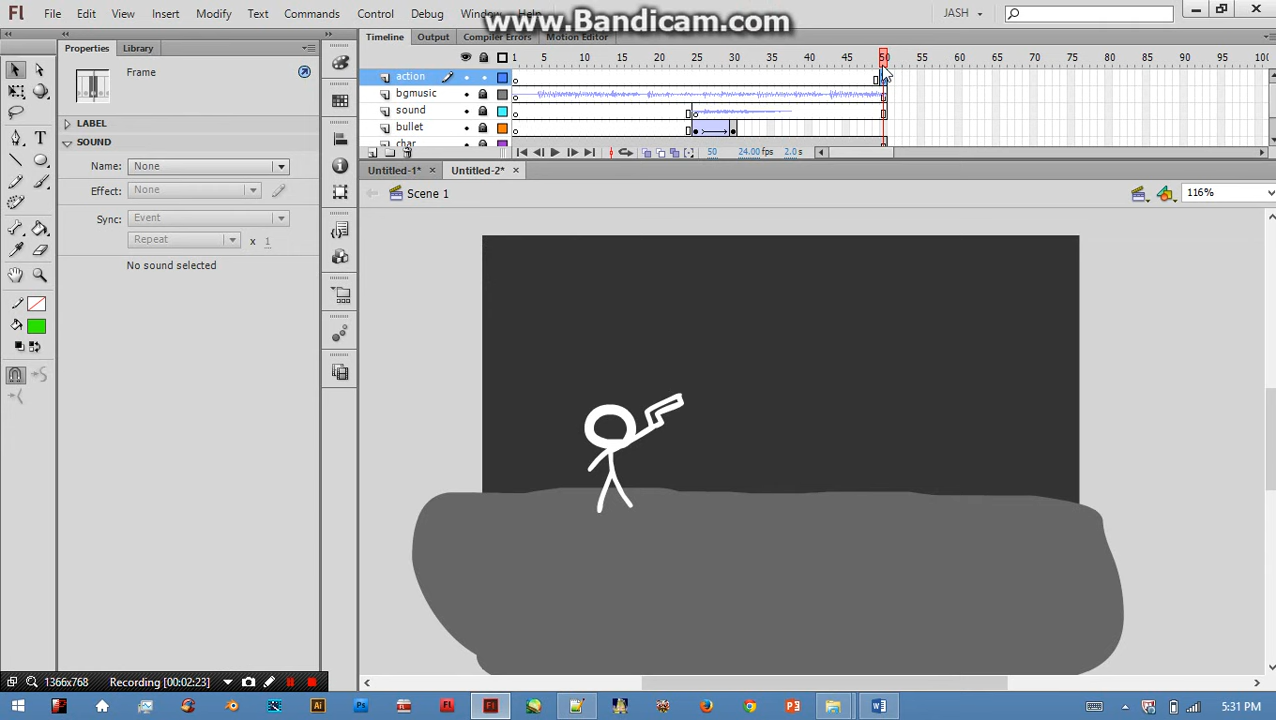 Fl File Edit View Insert Modify Text Commands Control Debug Window Help JASH
www.Bandicam.com
Properties Library
Timeline Output Compiler Errors Motion Editor
Frame
1 5 10 15 20 25 30 35 40 45 50 55 60 65 70 75 80 85 90 95 100
action
bgmusic
sound
bullet
char
LABEL
SOUND
Name: None
Effect: None
Sync: Event
Repeat x 1
No sound selected
50 24.00 fps 2.0 s
Untitled-1* × Untitled-2* ×
Scene 1 116%
1366x768 Recording [00:02:23]
5:31 PM